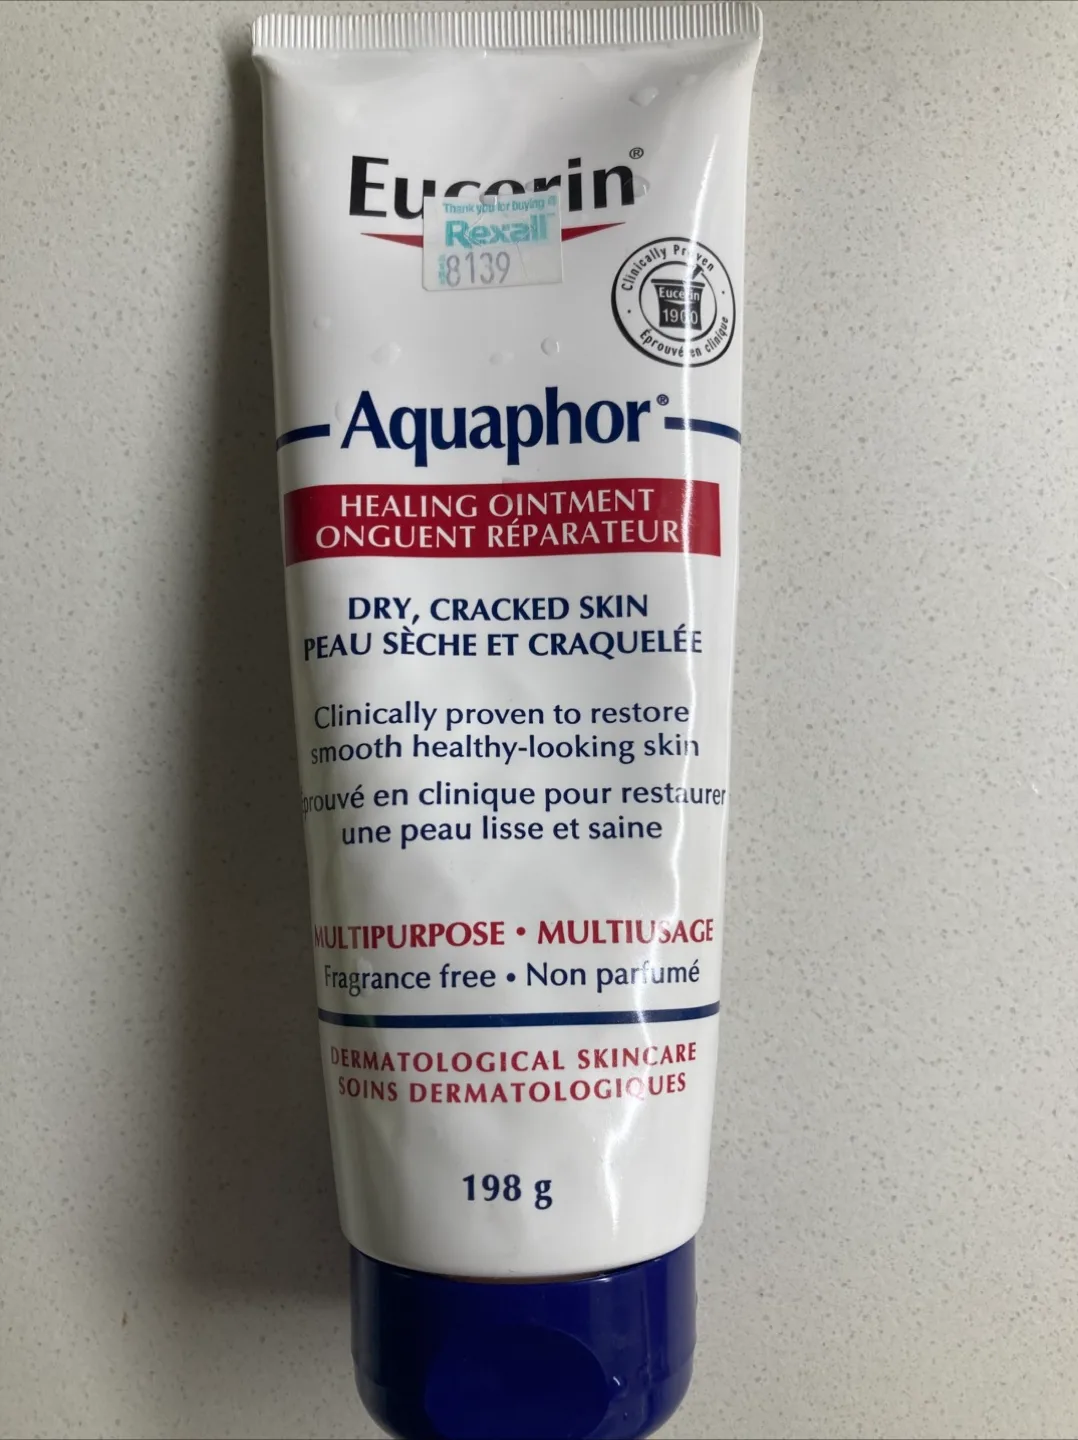 Eucerin®
Thank you for buying @
Rexall™
8139
Clinically Proven
Eucerin
1900
Éprouvé en clinique
Aquaphor®
HEALING OINTMENT
ONGUENT RÉPARATEUR
DRY, CRACKED SKIN
PEAU SÈCHE ET CRAQUELÉE
Clinically proven to restore
smooth healthy-looking skin
prouvé en clinique pour restaurer
une peau lisse et saine
MULTIPURPOSE • MULTIUSAGE
Fragrance free • Non parfumé
DERMATOLOGICAL SKINCARE
SOINS DERMATOLOGIQUES
198 g